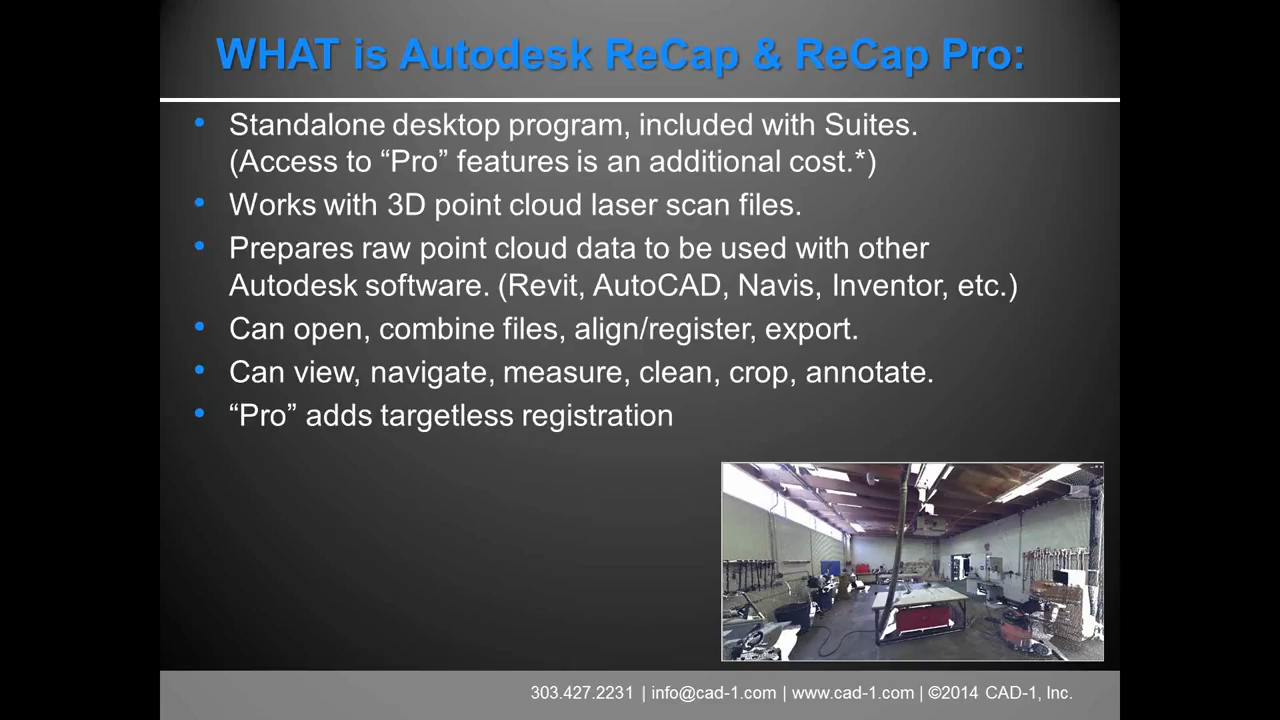 WHAT is Autodesk ReCap & ReCap Pro:
• Standalone desktop program, included with Suites.
(Access to “Pro” features is an additional cost.*)
• Works with 3D point cloud laser scan files.
• Prepares raw point cloud data to be used with other
Autodesk software. (Revit, AutoCAD, Navis, Inventor, etc.)
• Can open, combine files, align/register, export.
• Can view, navigate, measure, clean, crop, annotate.
• “Pro” adds targetless registration
303.427.2231 | info@cad-1.com | www.cad-1.com | ©2014 CAD-1, Inc.